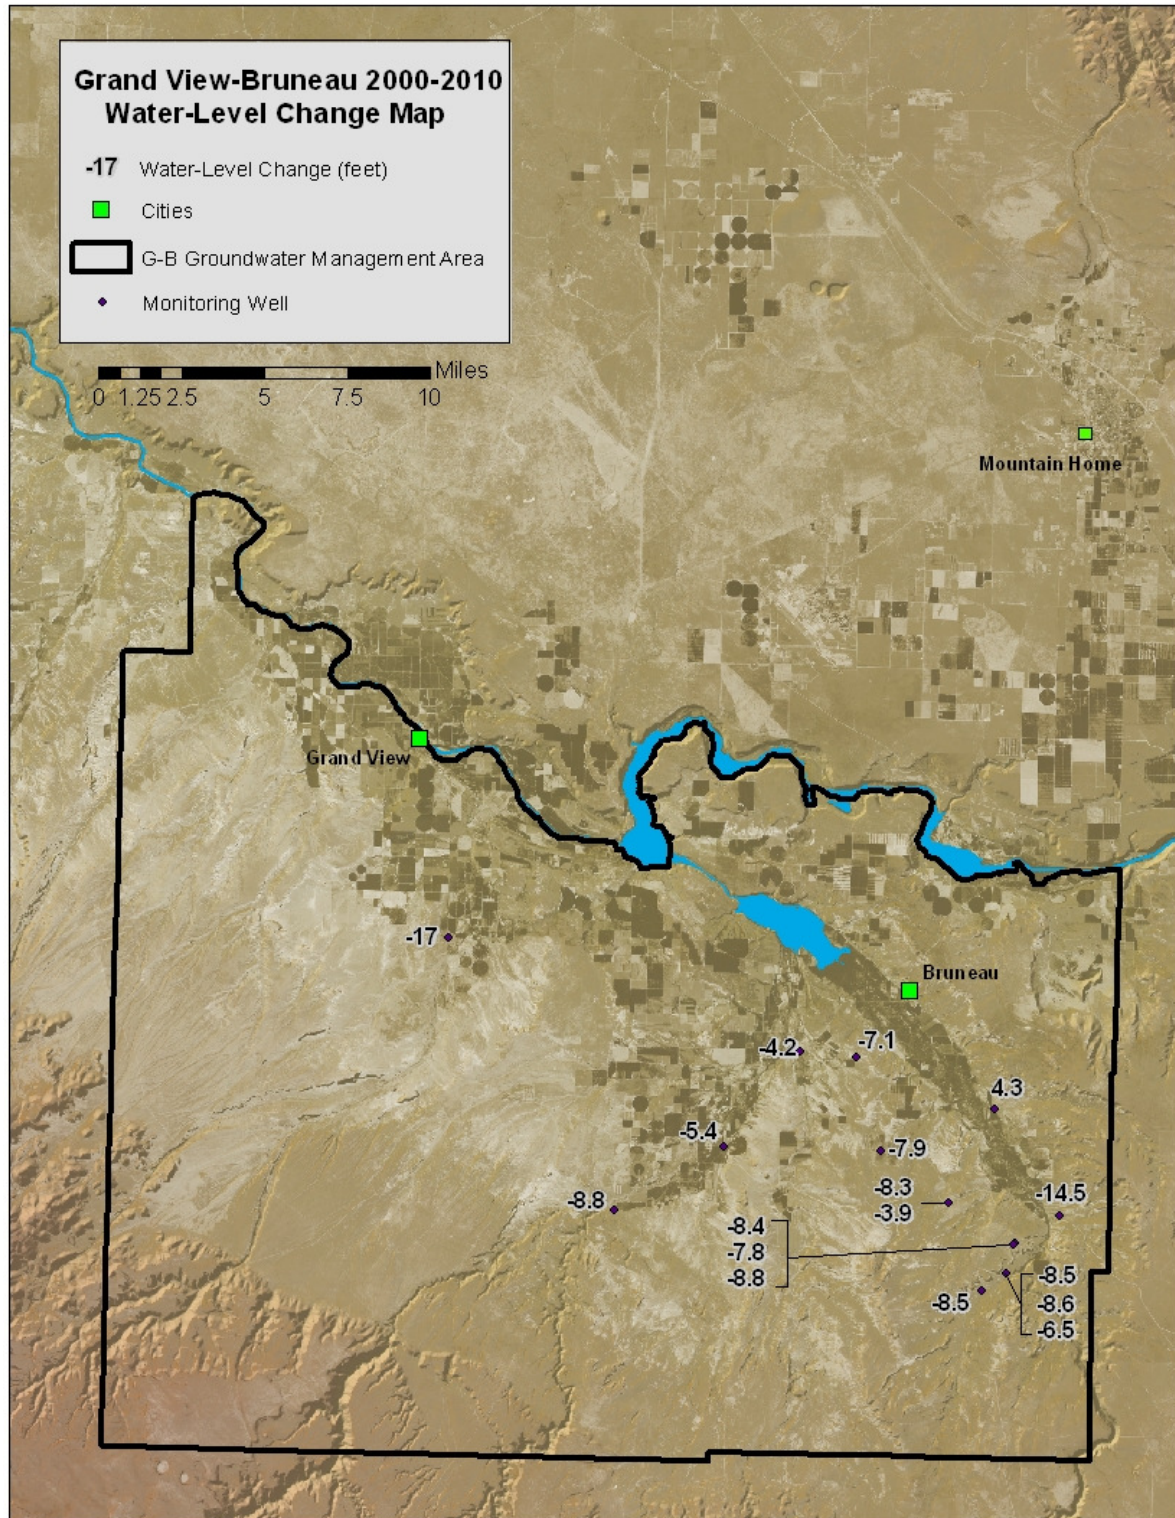 Grand View-Bruneau 2000-2010
Water-Level Change Map
-17 Water-Level Change (feet)
Cities
G-B Groundwater Management Area
Monitoring Well
Miles
0 1.25 2.5 5 7.5 10
Mountain Home
Grand View
-17
Bruneau
-4.2
-7.1
4.3
-5.4
-7.9
-8.8
-8.3
-3.9
-14.5
-8.4
-7.8
-8.8
-8.5
-8.5
-8.6
-6.5